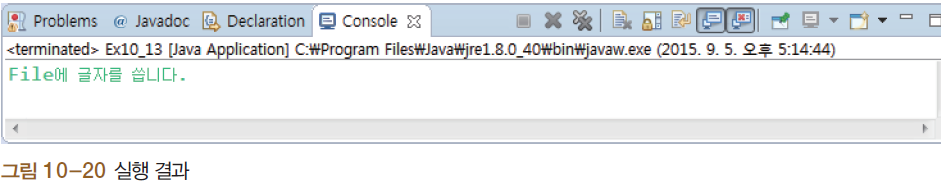 Problems @ Javadoc Declaration Console
<terminated> Ex10_13 [Java Application] C:₩Program Files₩Java₩jre1.8.0_40₩bin₩javaw.exe (2015. 9. 5. 오후 5:14:44)
File에 글자를 씁니다.
그림 10-20 실행 결과